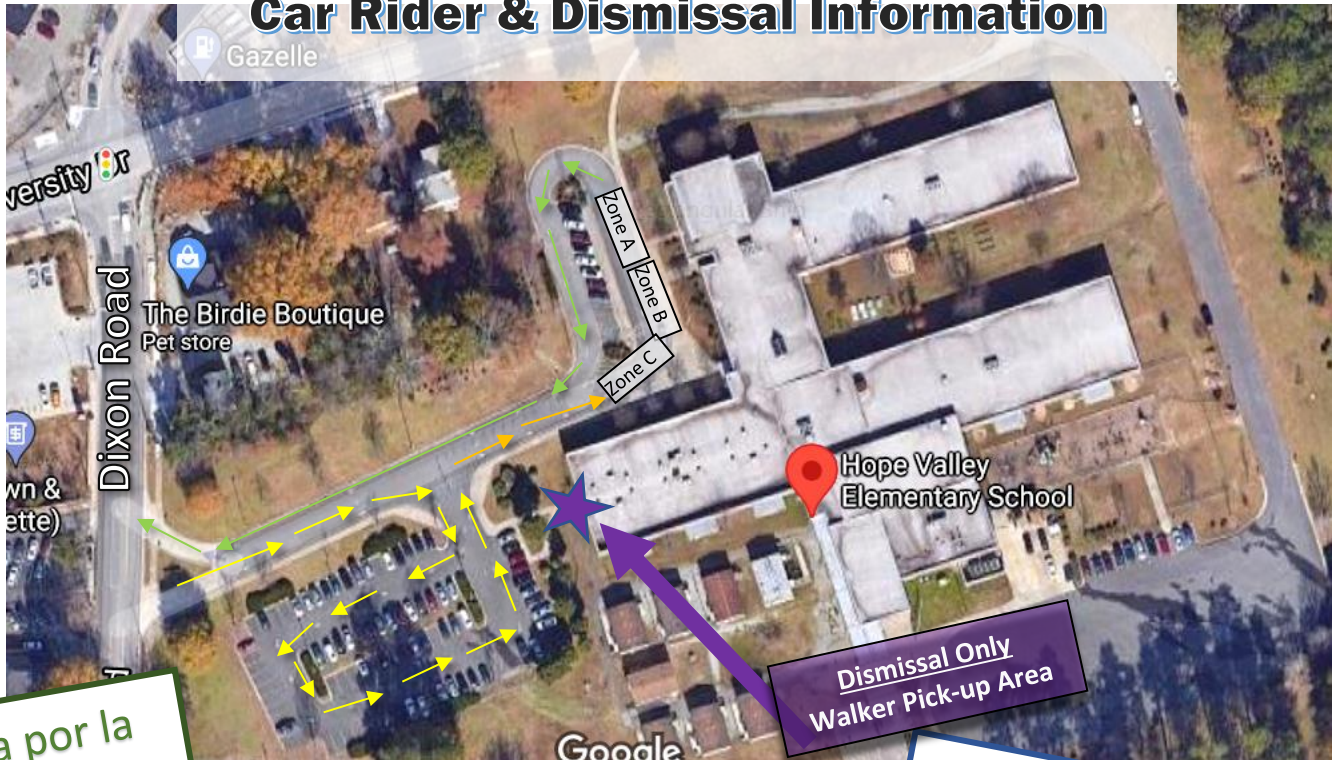 Car Rider & Dismissal Information
Gazelle
versity Dr
Zone A
Zone B
Zone C
The Birdie Boutique
Pet store
Dixon Road
wn &
ette)
Hope Valley
Elementary School
Dismissal Only
Walker Pick-up Area
a por la
Google